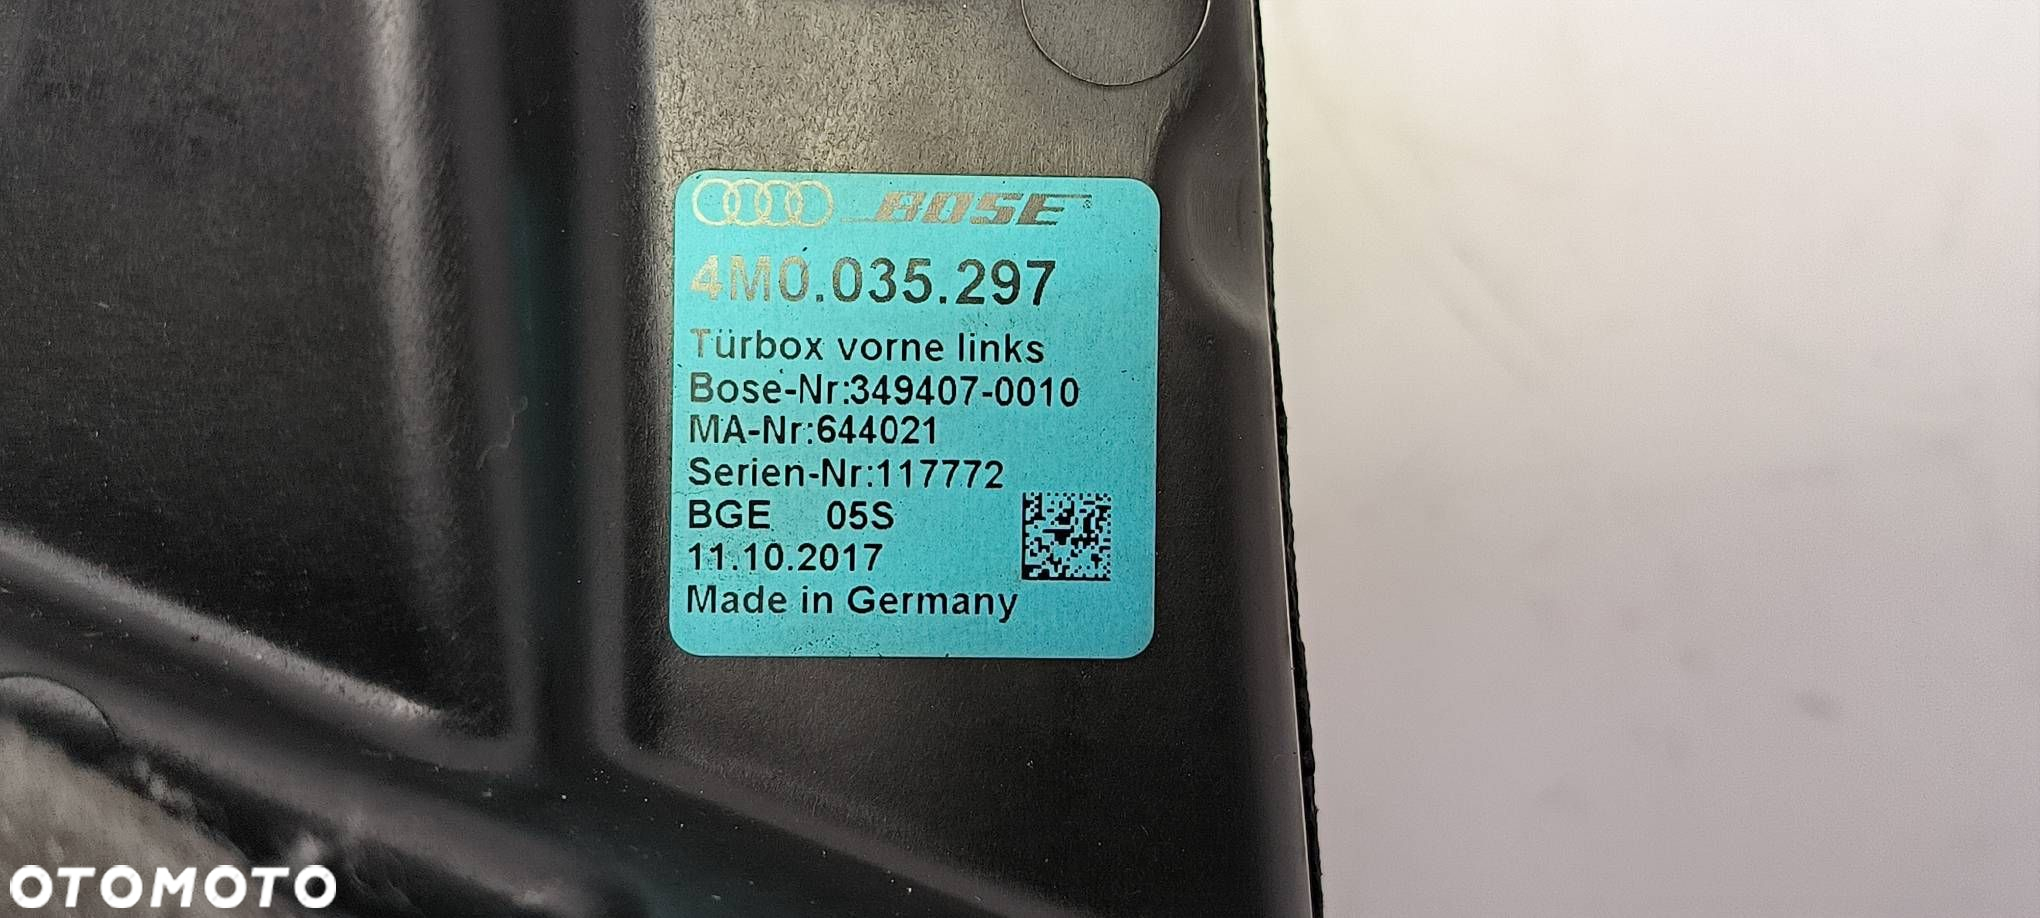 BOSE
4M0.035.297
Türbox vorne links
Bose-Nr:349407-0010
MA-Nr:644021
Serien-Nr:117772
BGE 05S
11.10.2017
Made in Germany
OTOMOTO